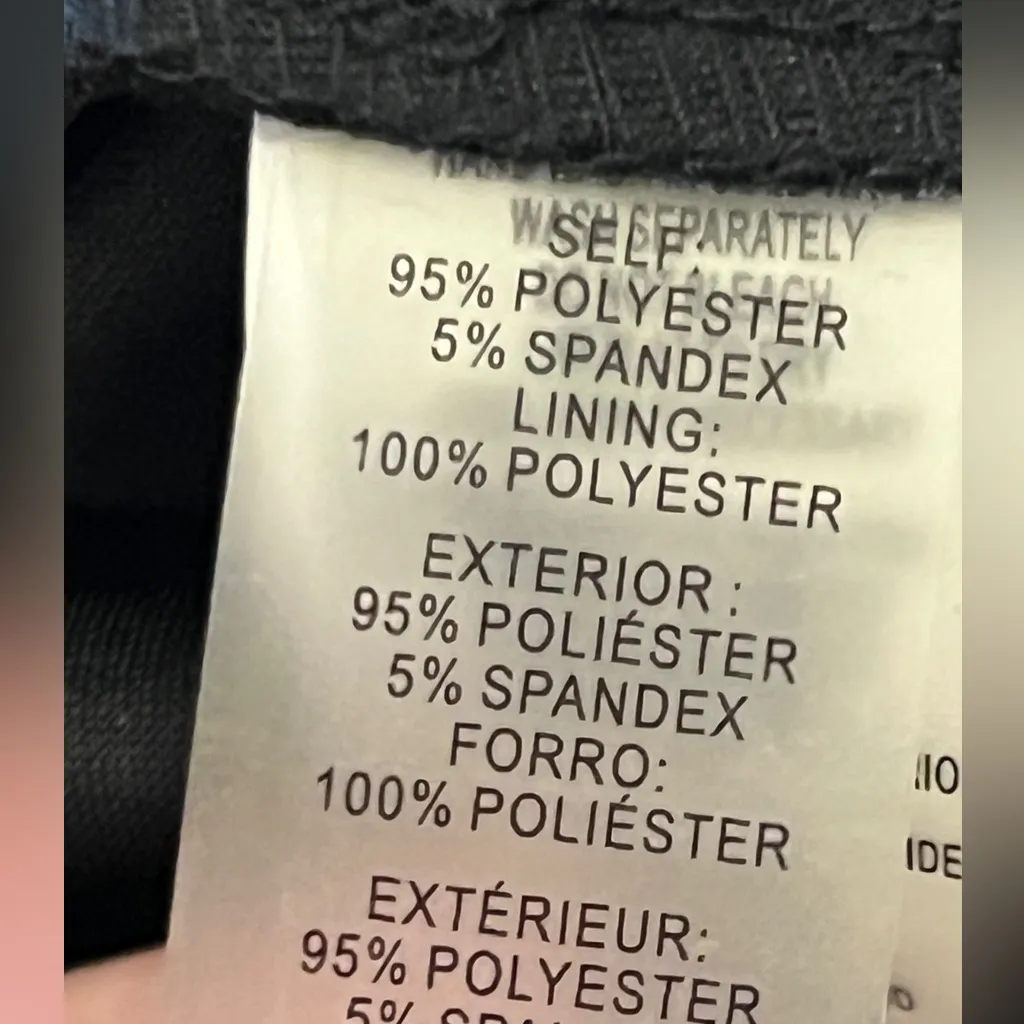 WASH SEPARATELY
SELF:
95% POLYESTER
5% SPANDEX
LINING:
100% POLYESTER
EXTERIOR :
95% POLIÉSTER
5% SPANDEX
FORRO:
100% POLIÉSTER
EXTÉRIEUR:
95% POLYESTER
5%